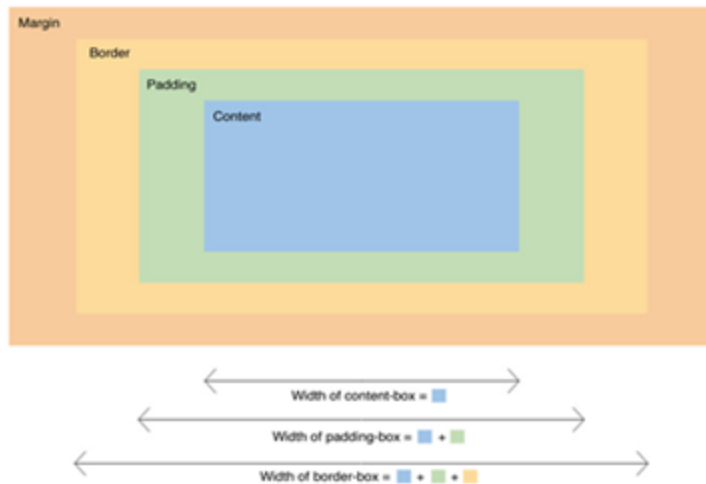 Margin
Border
Padding
Content
Width of content-box =
Width of padding-box = +
Width of border-box = + +